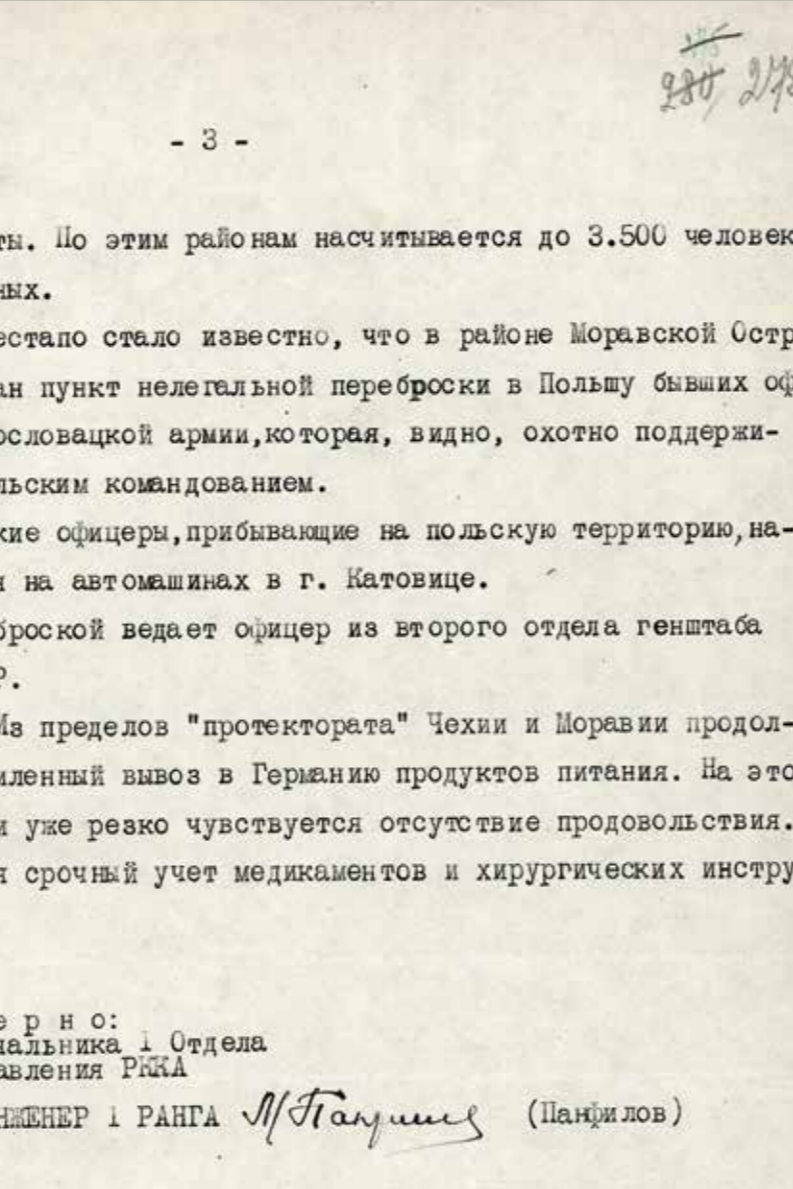 280 273
- 3 -
ты. По этим районам насчитывается до 3.500 человек
ных.
естапо стало известно, что в районе Моравской Остр
ан пункт нелегальной переброски в Польшу бывших оф
ословацкой армии,которая, видно, охотно поддержи-
льским командованием.
кие офицеры,прибывающие на польскую территорию,на-
я на автомашинах в г. Катовице.
броской ведает офицер из второго отдела генштаба
Р.
Из пределов "протектората" Чехии и Моравии продол-
иленный вывоз в Германию продуктов питания. На это
и уже резко чувствуется отсутствие продовольствия.
я срочный учет медикаментов и хирургических инстру
е р н о:
чальника 1 Отдела
авления РККА
НЖЕНЕР 1 РАНГА (Панфилов)